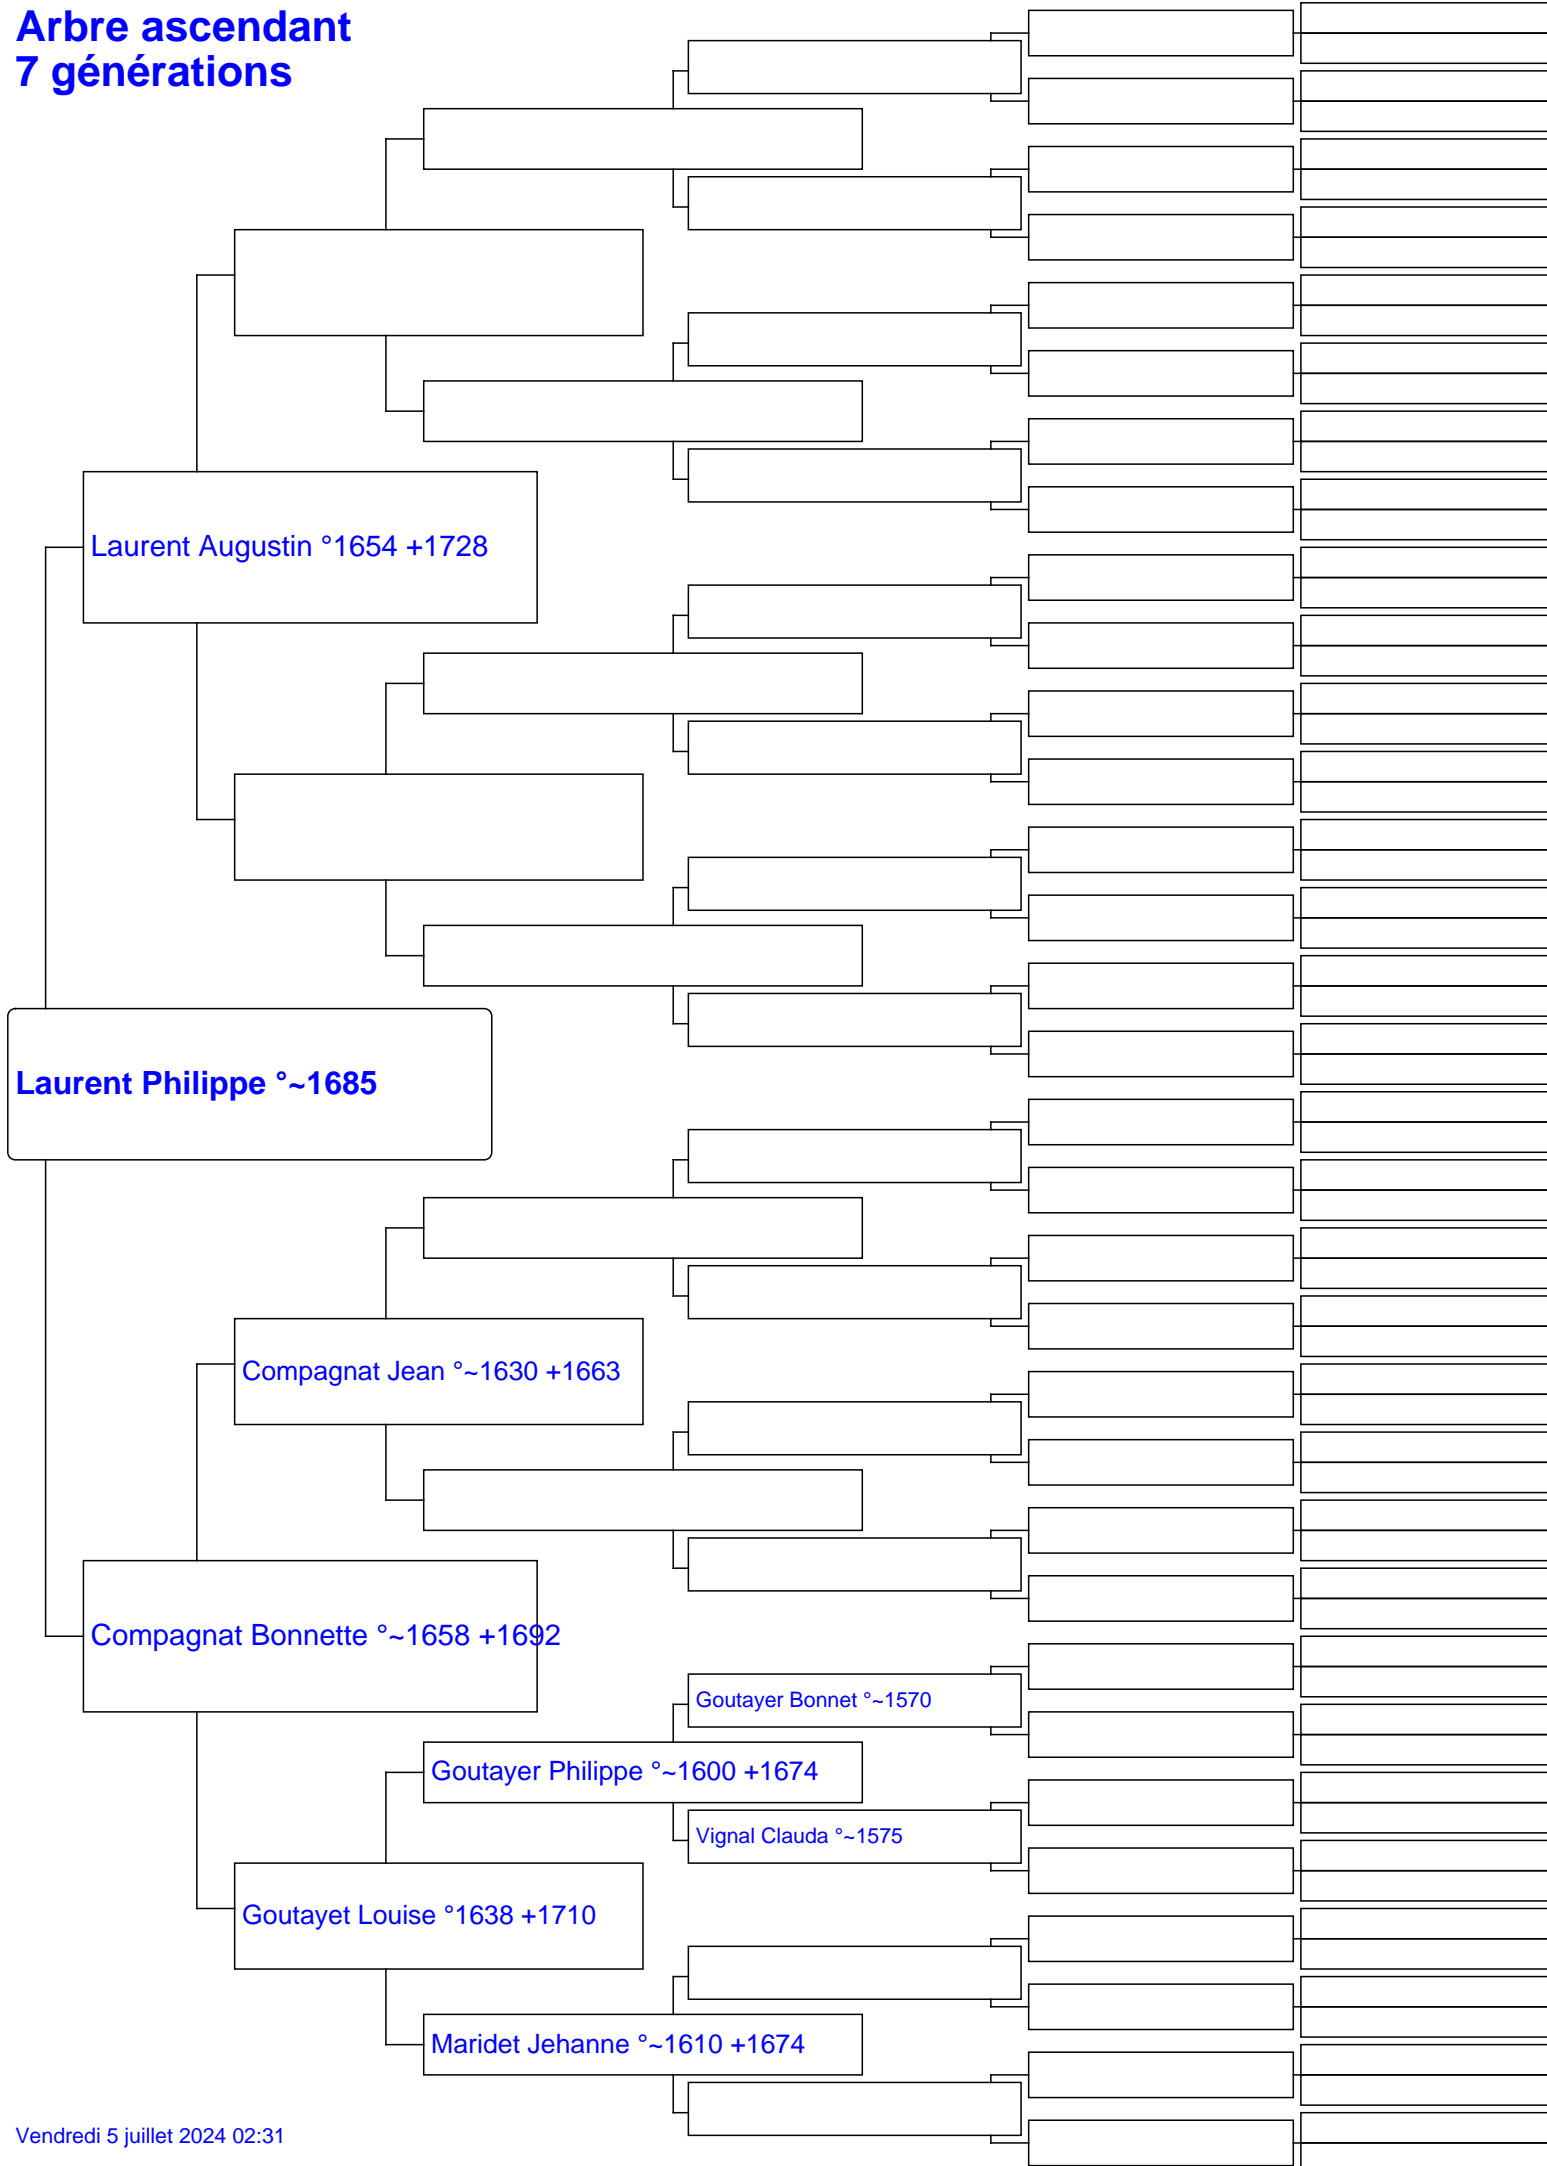 Arbre ascendant
7 générations
Laurent Augustin °1654 +1728
Laurent Philippe °~1685
Compagnat Jean °~1630 +1663
Compagnat Bonnette °~1658 +1692
Goutayer Bonnet °~1570
Goutayer Philippe °~1600 +1674
Vignal Clauda °~1575
Goutayet Louise °1638 +1710
Maridet Jehanne °~1610 +1674
Vendredi 5 juillet 2024 02:31